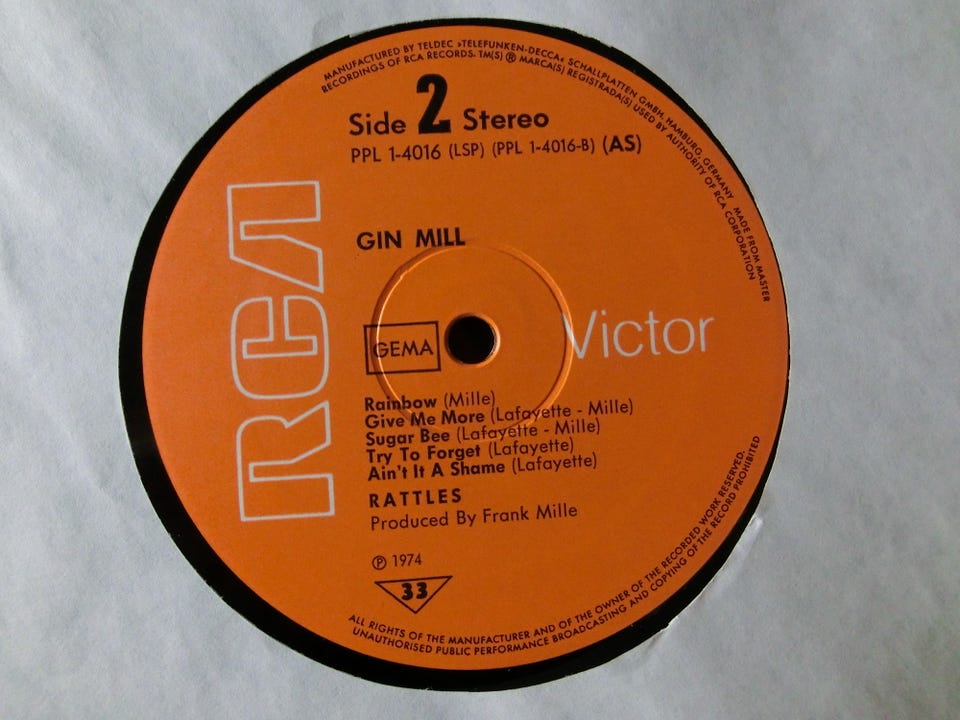 MANUFACTURED BY TELDEC »TELEFUNKEN-DECCA« SCHALLPLATTEN GMBH, HAMBURG, GERMANY MADE FROM MASTER
RECORDINGS OF RCA RECORDS. TM(S) ® MARCA(S) REGISTRADA(S) USED BY AUTHORITY OF RCA CORPORATION
Side 2 Stereo
PPL 1-4016 (LSP) (PPL 1-4016-B) (AS)
RCA
GIN MILL
GEMA
Victor
Rainbow (Mille)
Give Me More (Lafayette - Mille)
Sugar Bee (Lafayette - Mille)
Try To Forget (Lafayette)
Ain't It A Shame (Lafayette)
RATTLES
Produced By Frank Mille
℗ 1974
33
ALL RIGHTS OF THE MANUFACTURER AND OF THE OWNER OF THE RECORDED WORK RESERVED.
UNAUTHORISED PUBLIC PERFORMANCE BROADCASTING AND COPYING OF THE RECORD PROHIBITED